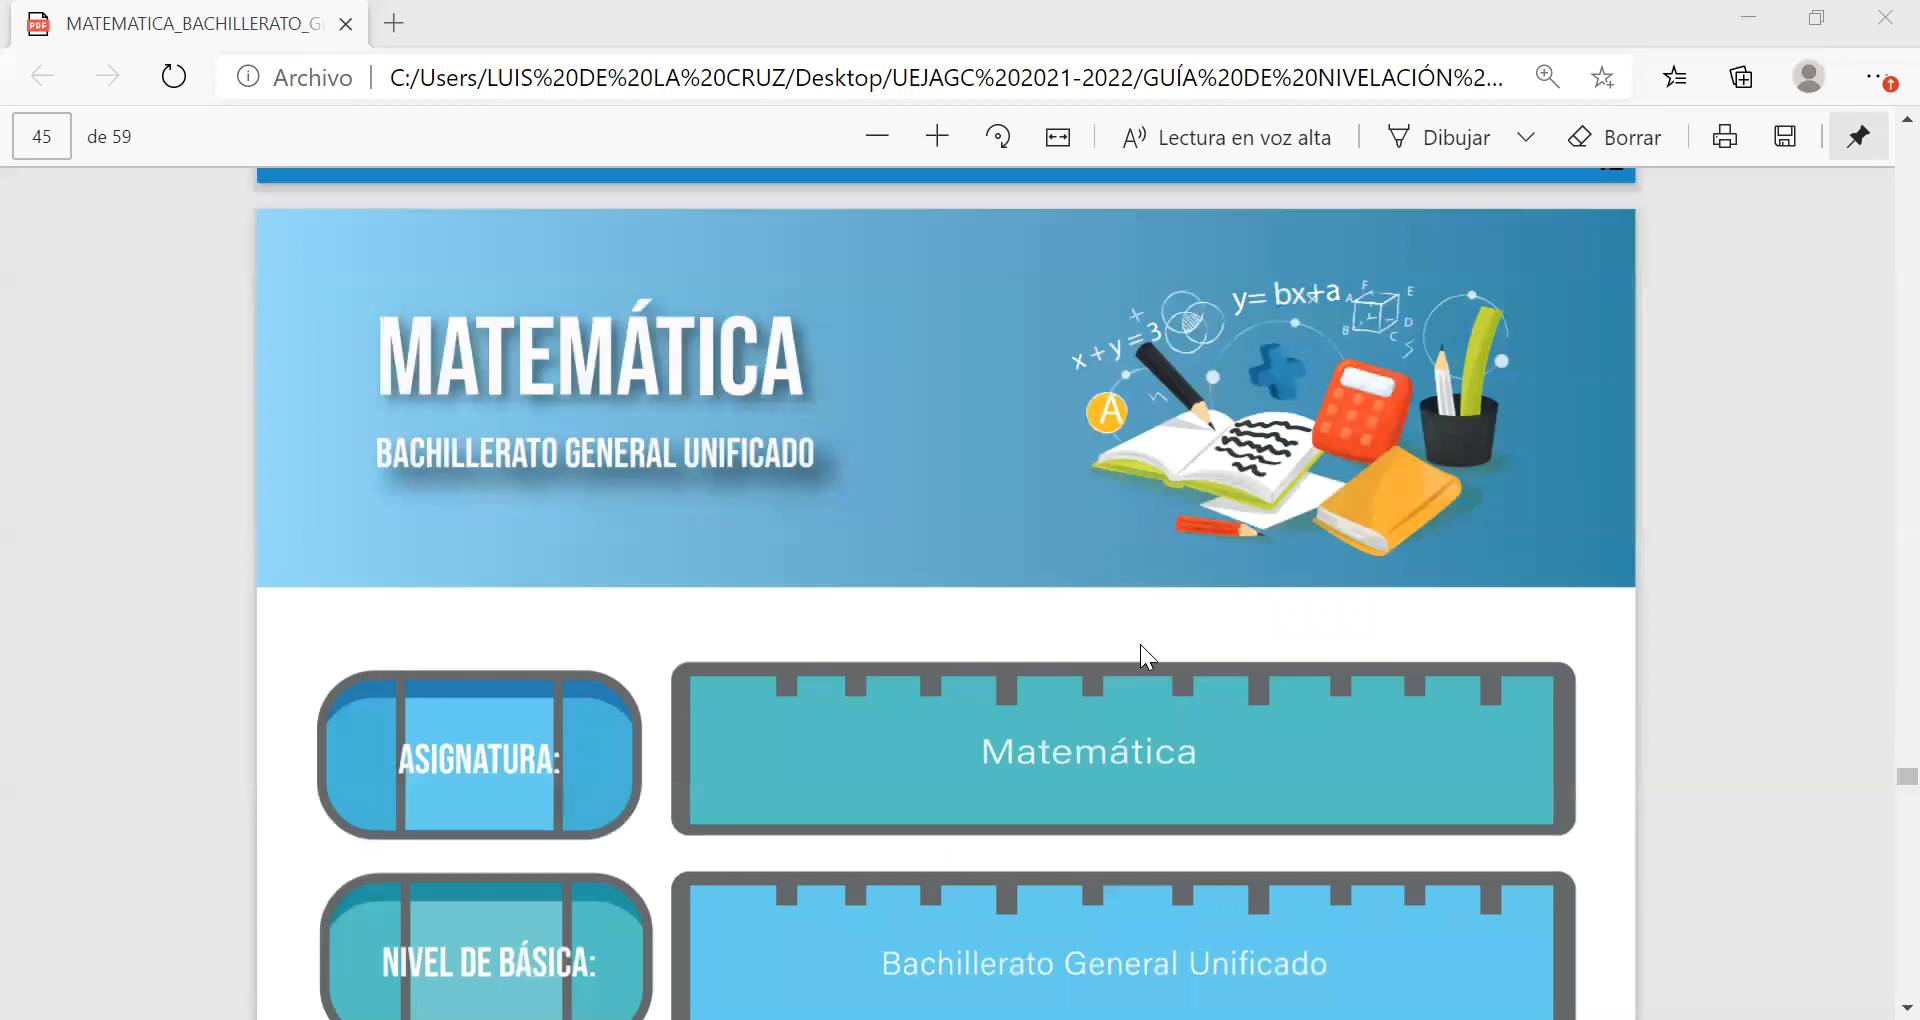 MATEMATICA_BACHILLERATO_G
Archivo
C:/Users/LUIS%20DE%20LA%20CRUZ/Desktop/UEJAGC%202021-2022/GUÍA%20DE%20NIVELACIÓN%2...
45 de 59
Lectura en voz alta
Dibujar
Borrar
MATEMÁTICA
BACHILLERATO GENERAL UNIFICADO
x + y = 3
y= bx+a
A
F
E
A
B
C
D
ASIGNATURA:
Matemática
NIVEL DE BÁSICA:
Bachillerato General Unificado